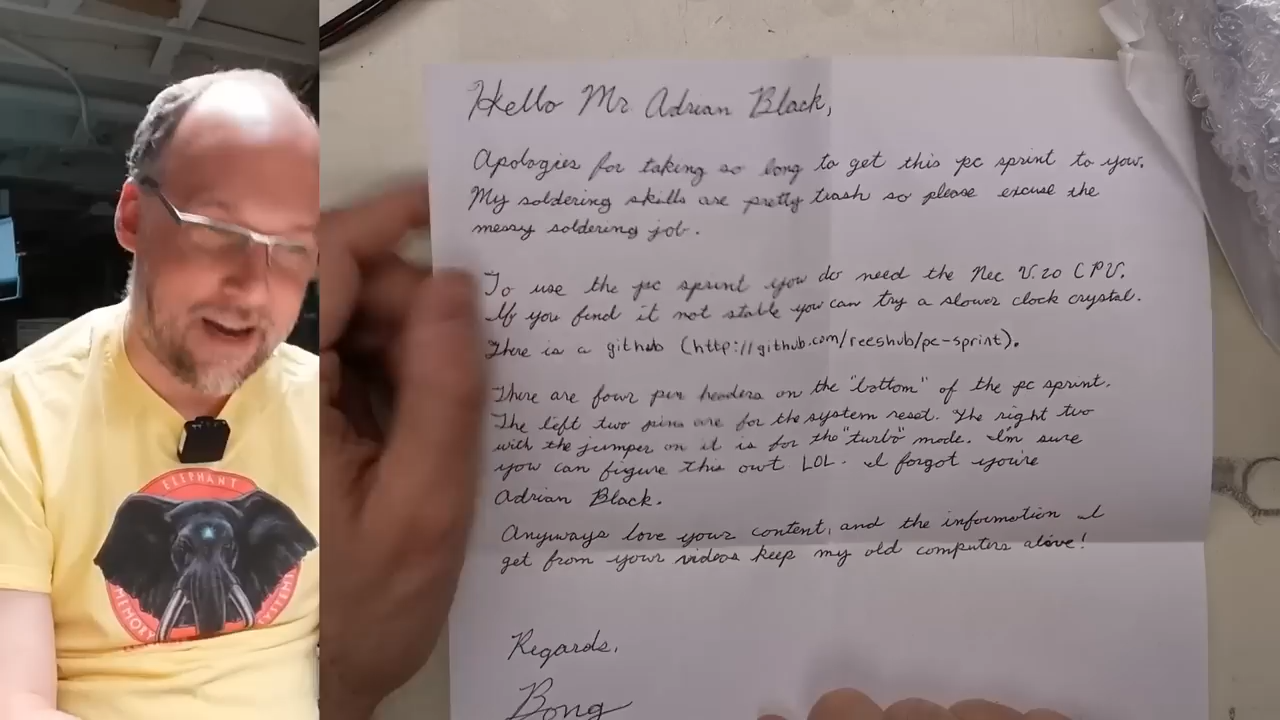 Hello Mr Adrian Black,
Apologies for taking so long to get this pc sprint to you.
My soldering skills are pretty trash so please excuse the
messy soldering job.
To use the pc sprint you do need the Nec V.20 CPU.
If you find it not stable you can try a slower clock crystal.
There is a github (http://github.com/reeshub/pc-sprint).
There are four pin headers on the "bottom" of the pc sprint.
The left two pins are for the system reset. The right two
with the jumper on it is for the "turbo" mode. I'm sure
you can figure this out LOL. I forgot you're
Adrian Black.
Anyways love your content, and the information I
get from your videos keep my old computers alive!
Regards,
Bong
ELEPHANT
MEMORY SYSTEMS